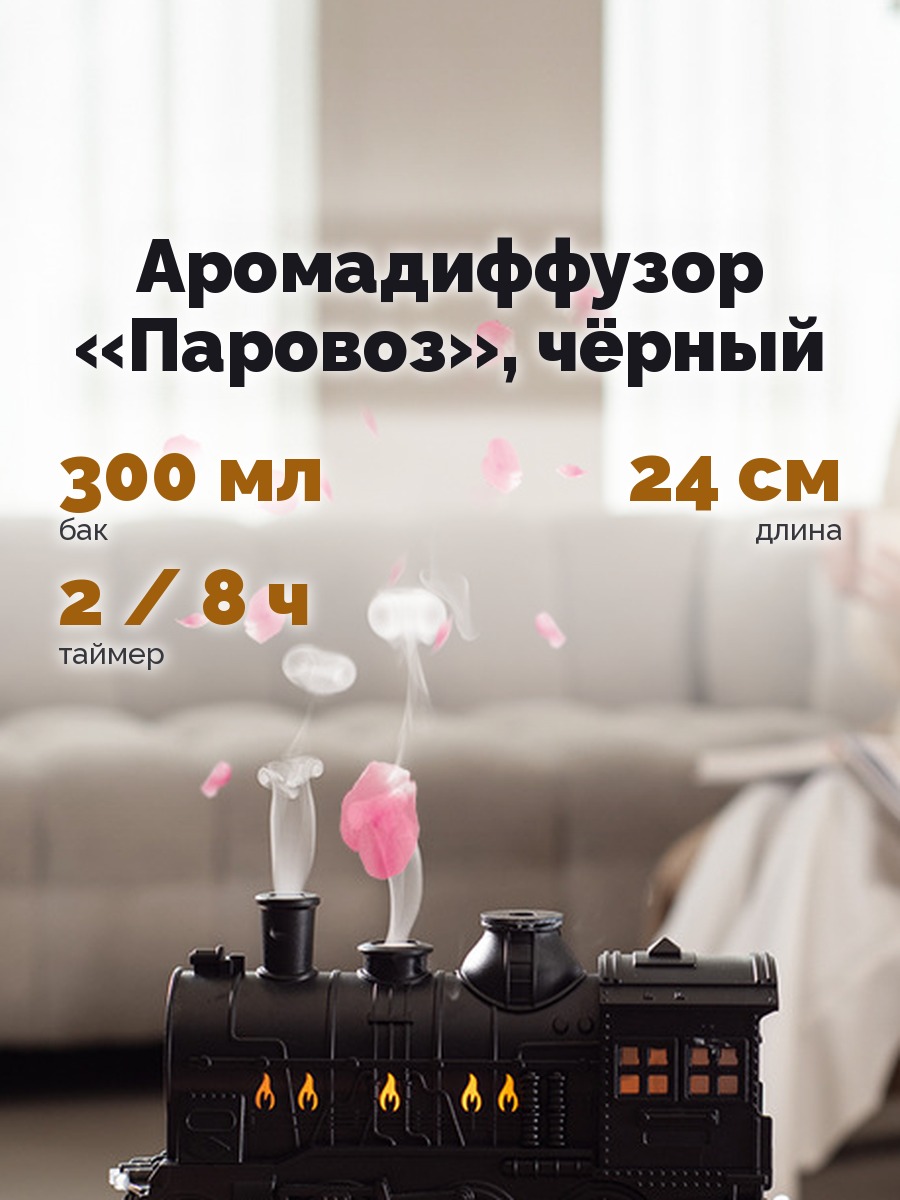 Аромадиффузор
«Паровоз», чёрный
300 мл
бак
24 см
длина
2 / 8 ч
таймер